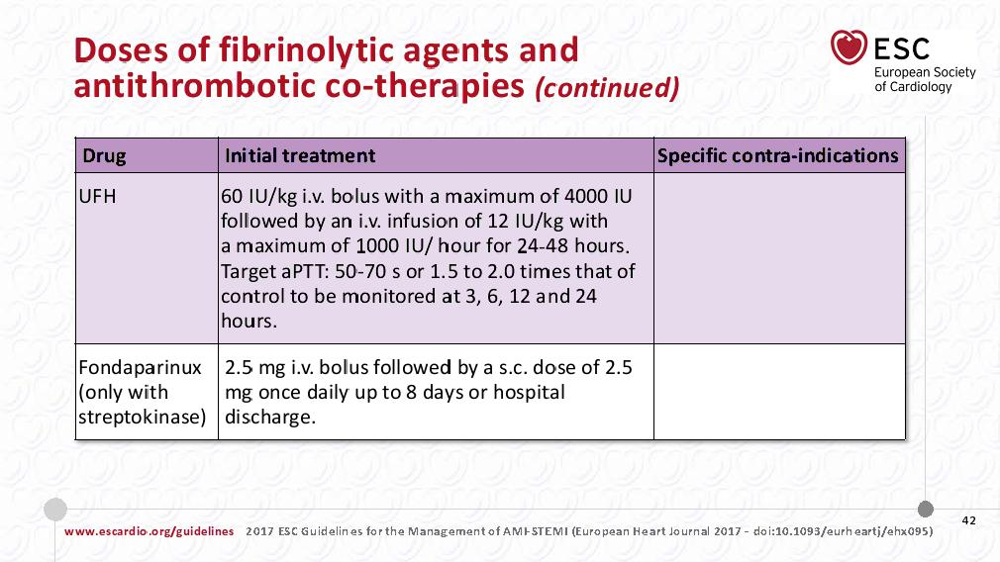 Doses of fibrinolytic agents and
antithrombotic co-therapies (continued)
ESC
European Society
of Cardiology
Drug
Initial treatment
Specific contra-indications
UFH
60 IU/kg i.v. bolus with a maximum of 4000 IU
followed by an i.v. infusion of 12 IU/kg with
a maximum of 1000 IU/ hour for 24-48 hours.
Target aPTT: 50-70 s or 1.5 to 2.0 times that of
control to be monitored at 3, 6, 12 and 24
hours.
Fondaparinux
(only with
streptokinase)
2.5 mg i.v. bolus followed by a s.c. dose of 2.5
mg once daily up to 8 days or hospital
discharge.
42
www.escardio.org/guidelines 2017 ESC Guidelines for the Management of AMI-STEMI (European Heart Journal 2017 - doi:10.1093/eurheartj/ehx095)